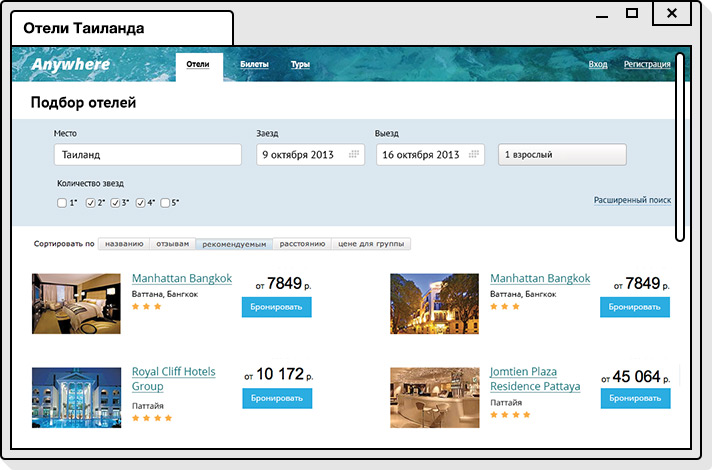 Отели Таиланда
Anywhere
Отели Билеты Туры Вход Регистрация
Подбор отелей
Место Заезд Выезд
Таиланд 9 октября 2013 16 октября 2013 1 взрослый
Количество звезд
1* 2* 3* 4* 5*
Расширенный поиск
Сортировать по названию отзывам рекомендуемым расстоянию цене для группы
Manhattan Bangkok
Ваттана, Бангкок
от 7849 р.
Бронировать
Manhattan Bangkok
Ваттана, Бангкок
от 7849 р.
Бронировать
Royal Cliff Hotels
Group
Паттайя
от 10 172 р.
Бронировать
Jomtien Plaza
Residence Pattaya
Паттайя
от 45 064 р.
Бронировать